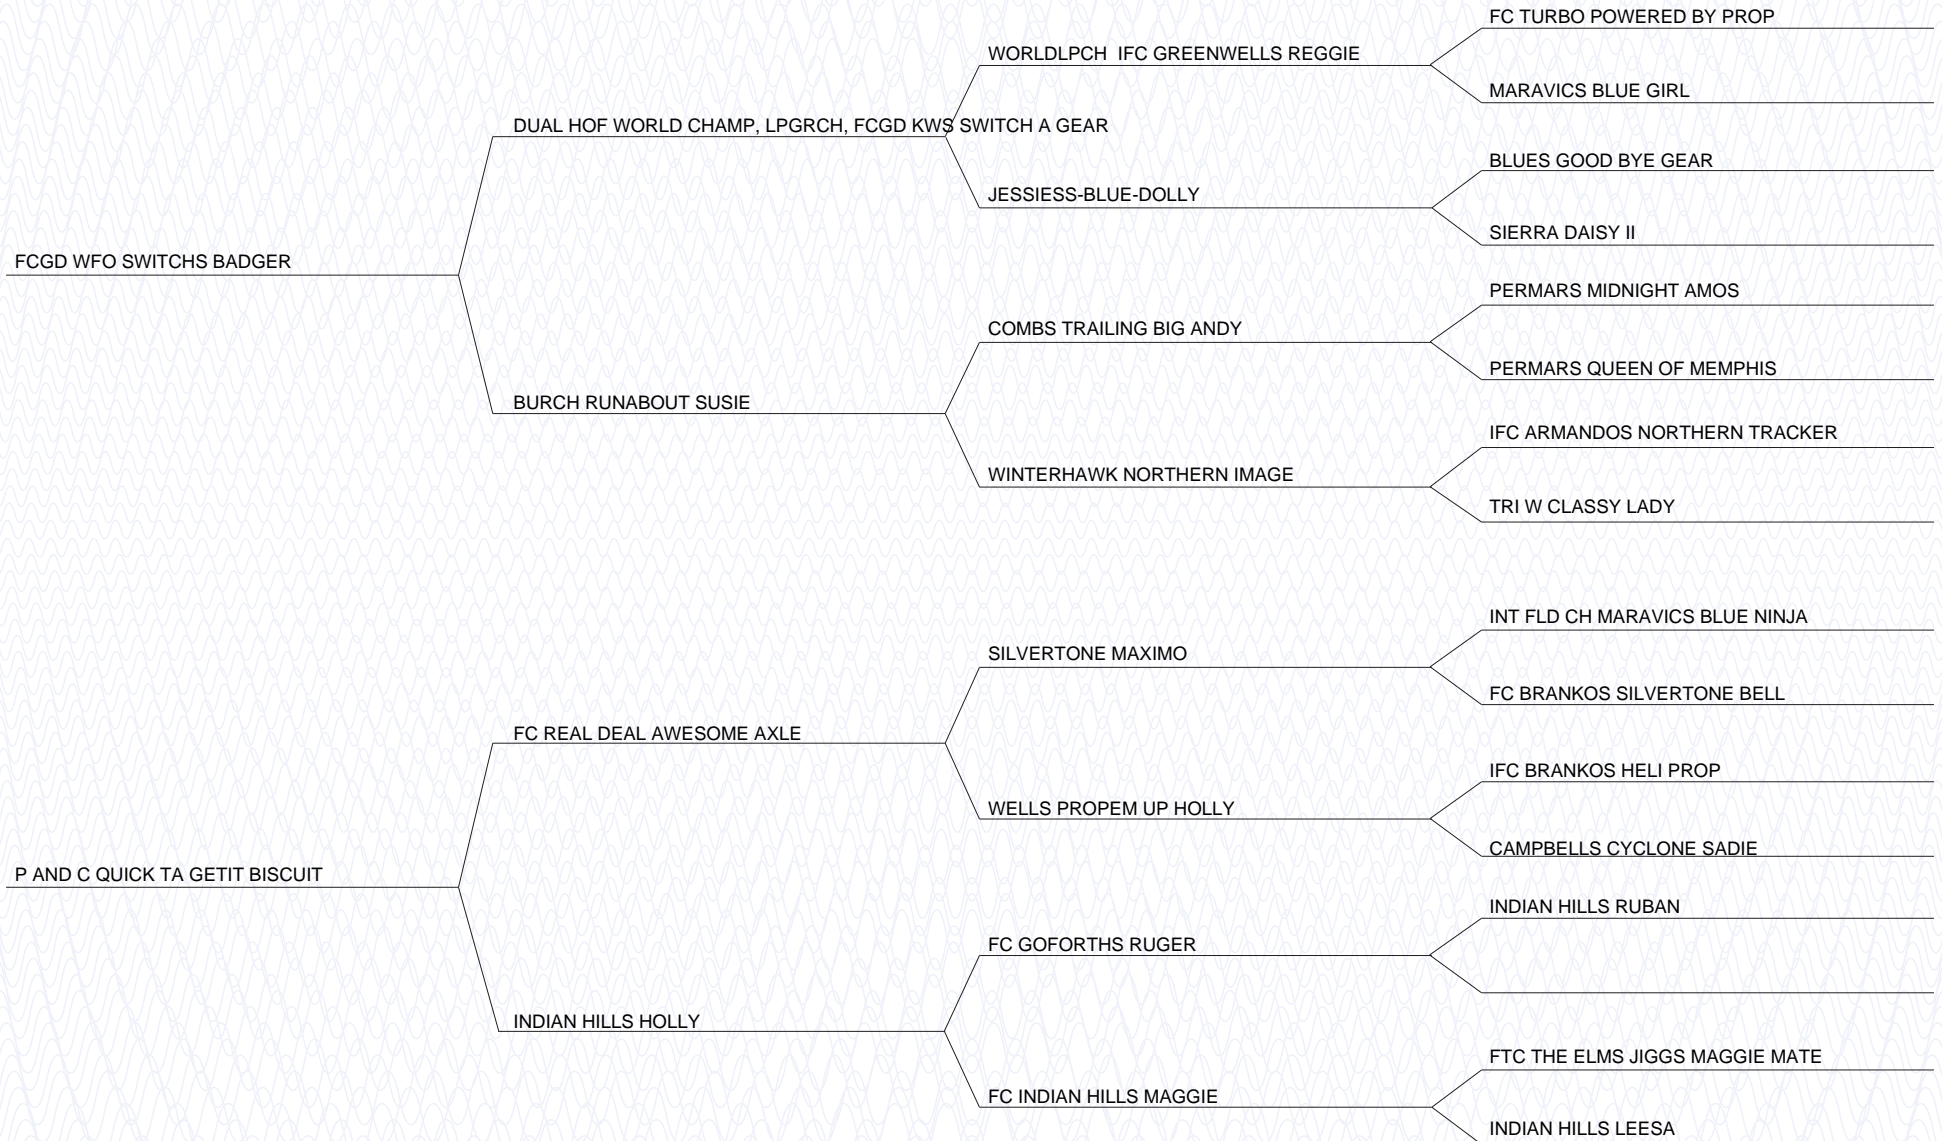 FC TURBO POWERED BY PROP
WORLDLPCH  IFC GREENWELLS REGGIE
MARAVICS BLUE GIRL
DUAL HOF WORLD CHAMP, LPGRCH, FCGD KWS SWITCH A GEAR
BLUES GOOD BYE GEAR
JESSIESS-BLUE-DOLLY
SIERRA DAISY II
FCGD WFO SWITCHS BADGER
PERMARS MIDNIGHT AMOS
COMBS TRAILING BIG ANDY
PERMARS QUEEN OF MEMPHIS
BURCH RUNABOUT SUSIE
IFC ARMANDOS NORTHERN TRACKER
WINTERHAWK NORTHERN IMAGE
TRI W CLASSY LADY
INT FLD CH MARAVICS BLUE NINJA
SILVERTONE MAXIMO
FC BRANKOS SILVERTONE BELL
FC REAL DEAL AWESOME AXLE
IFC BRANKOS HELI PROP
WELLS PROPEM UP HOLLY
CAMPBELLS CYCLONE SADIE
P AND C QUICK TA GETIT BISCUIT
INDIAN HILLS RUBAN
FC GOFORTHS RUGER
INDIAN HILLS HOLLY
FTC THE ELMS JIGGS MAGGIE MATE
FC INDIAN HILLS MAGGIE
INDIAN HILLS LEESA